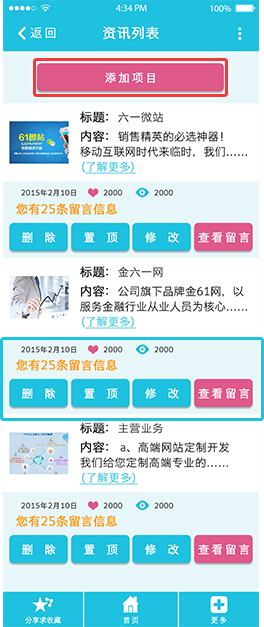 4:34 PM 100%
返回 资讯列表
添加项目
61微站
标题： 六一微站
内容： 销售精英的必选神器！
移动互联网时代来临时，我们……
(了解更多)
2015年2月10日 2000 2000
您有25条留言信息
删 除 置 顶 修 改 查看留言
标题： 金六一网
内容： 公司旗下品牌金61网，以
服务金融行业从业人员为核心……
(了解更多)
2015年2月10日 2000 2000
您有25条留言信息
删 除 置 顶 修 改 查看留言
标题： 主营业务
内容： a、高端网站定制开发
我们给您定制高端专业的……
(了解更多)
2015年2月10日 2000 2000
您有25条留言信息
删 除 置 顶 修 改 查看留言
分享求收藏 首页 更多